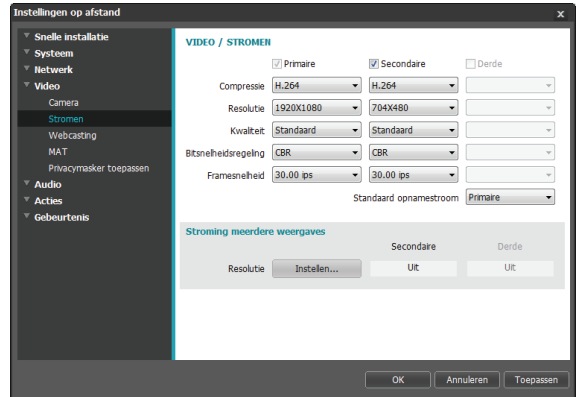 Instellingen op afstand x
Snelle installatie
Systeem
Netwerk
Video
Camera
Stromen
Webcasting
MAT
Privacymasker toepassen
Audio
Acties
Gebeurtenis
VIDEO / STROMEN
Primaire Secondaire Derde
Compressie H.264 H.264
Resolutie 1920X1080 704X480
Kwaliteit Standaard Standaard
Bitsnelheidsregeling CBR CBR
Framesnelheid 30.00 ips 30.00 ips
Standaard opnamestroom Primaire
Stroming meerdere weergaves
Secondaire Derde
Resolutie Instellen... Uit Uit
OK Annuleren Toepassen